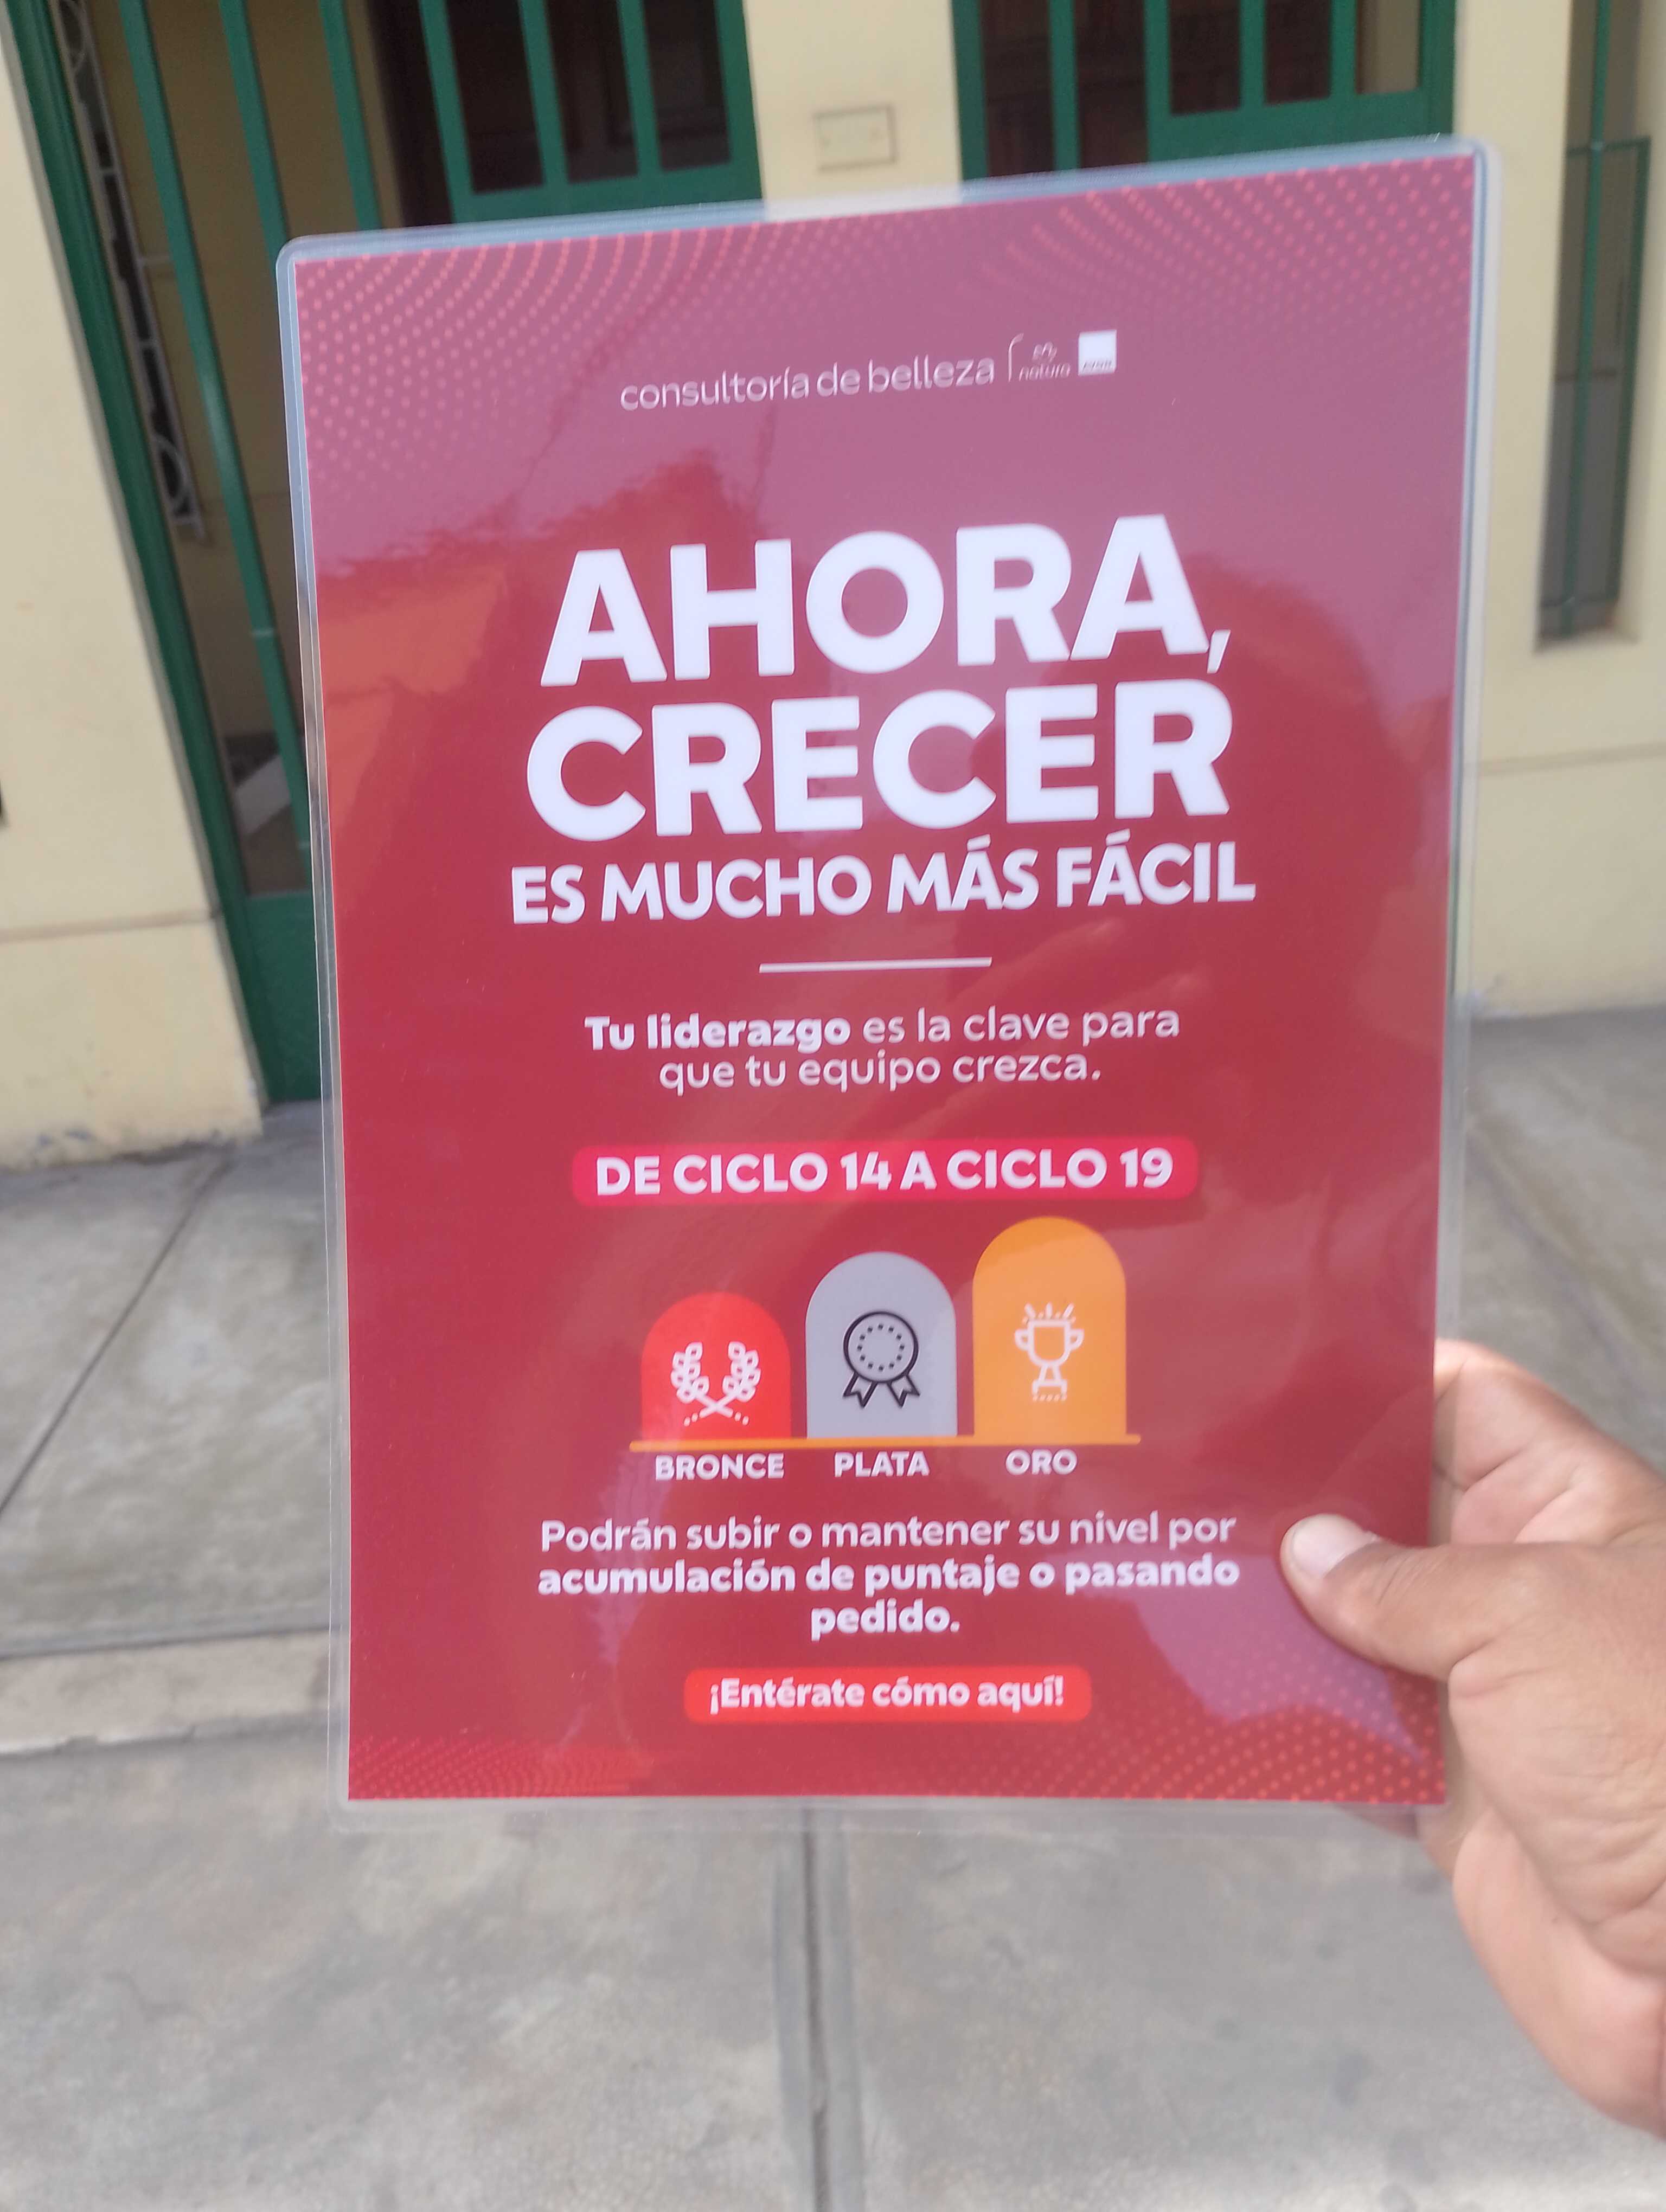 consultoría de belleza natura AVON
AHORA,
CRECER
ES MUCHO MÁS FÁCIL
Tu liderazgo es la clave para
que tu equipo crezca.
DE CICLO 14 A CICLO 19
BRONCE PLATA ORO
Podrán subir o mantener su nivel por
acumulación de puntaje o pasando
pedido.
¡Entérate cómo aquí!